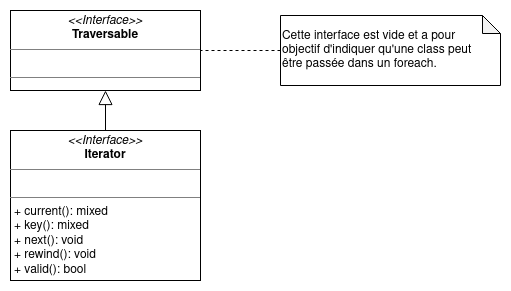 <<Interface>>
Traversable
Cette interface est vide et a pour
objectif d'indiquer qu'une class peut
être passée dans un foreach.
<<Interface>>
Iterator
+ current(): mixed
+ key(): mixed
+ next(): void
+ rewind(): void
+ valid(): bool